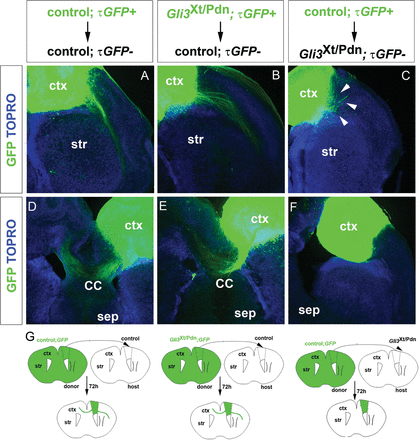 control; τGFP+
Gli3Xt/Pdn; τGFP+
control; τGFP+
control; τGFP-
control; τGFP-
Gli3Xt/Pdn; τGFP-
GFP TOPRO
A
ctx
str
B
ctx
str
C
ctx
str
GFP TOPRO
D
ctx
CC
sep
E
ctx
CC
sep
F
ctx
sep
G
control;GFP
control
Gli3Xt/Pdn;GFP
control
control;GFP
Gli3Xt/Pdn
ctx
str
ctx
str
ctx
str
donor
72h
host
donor
72h
host
donor
72h
host
ctx
str
ctx
str
ctx
str